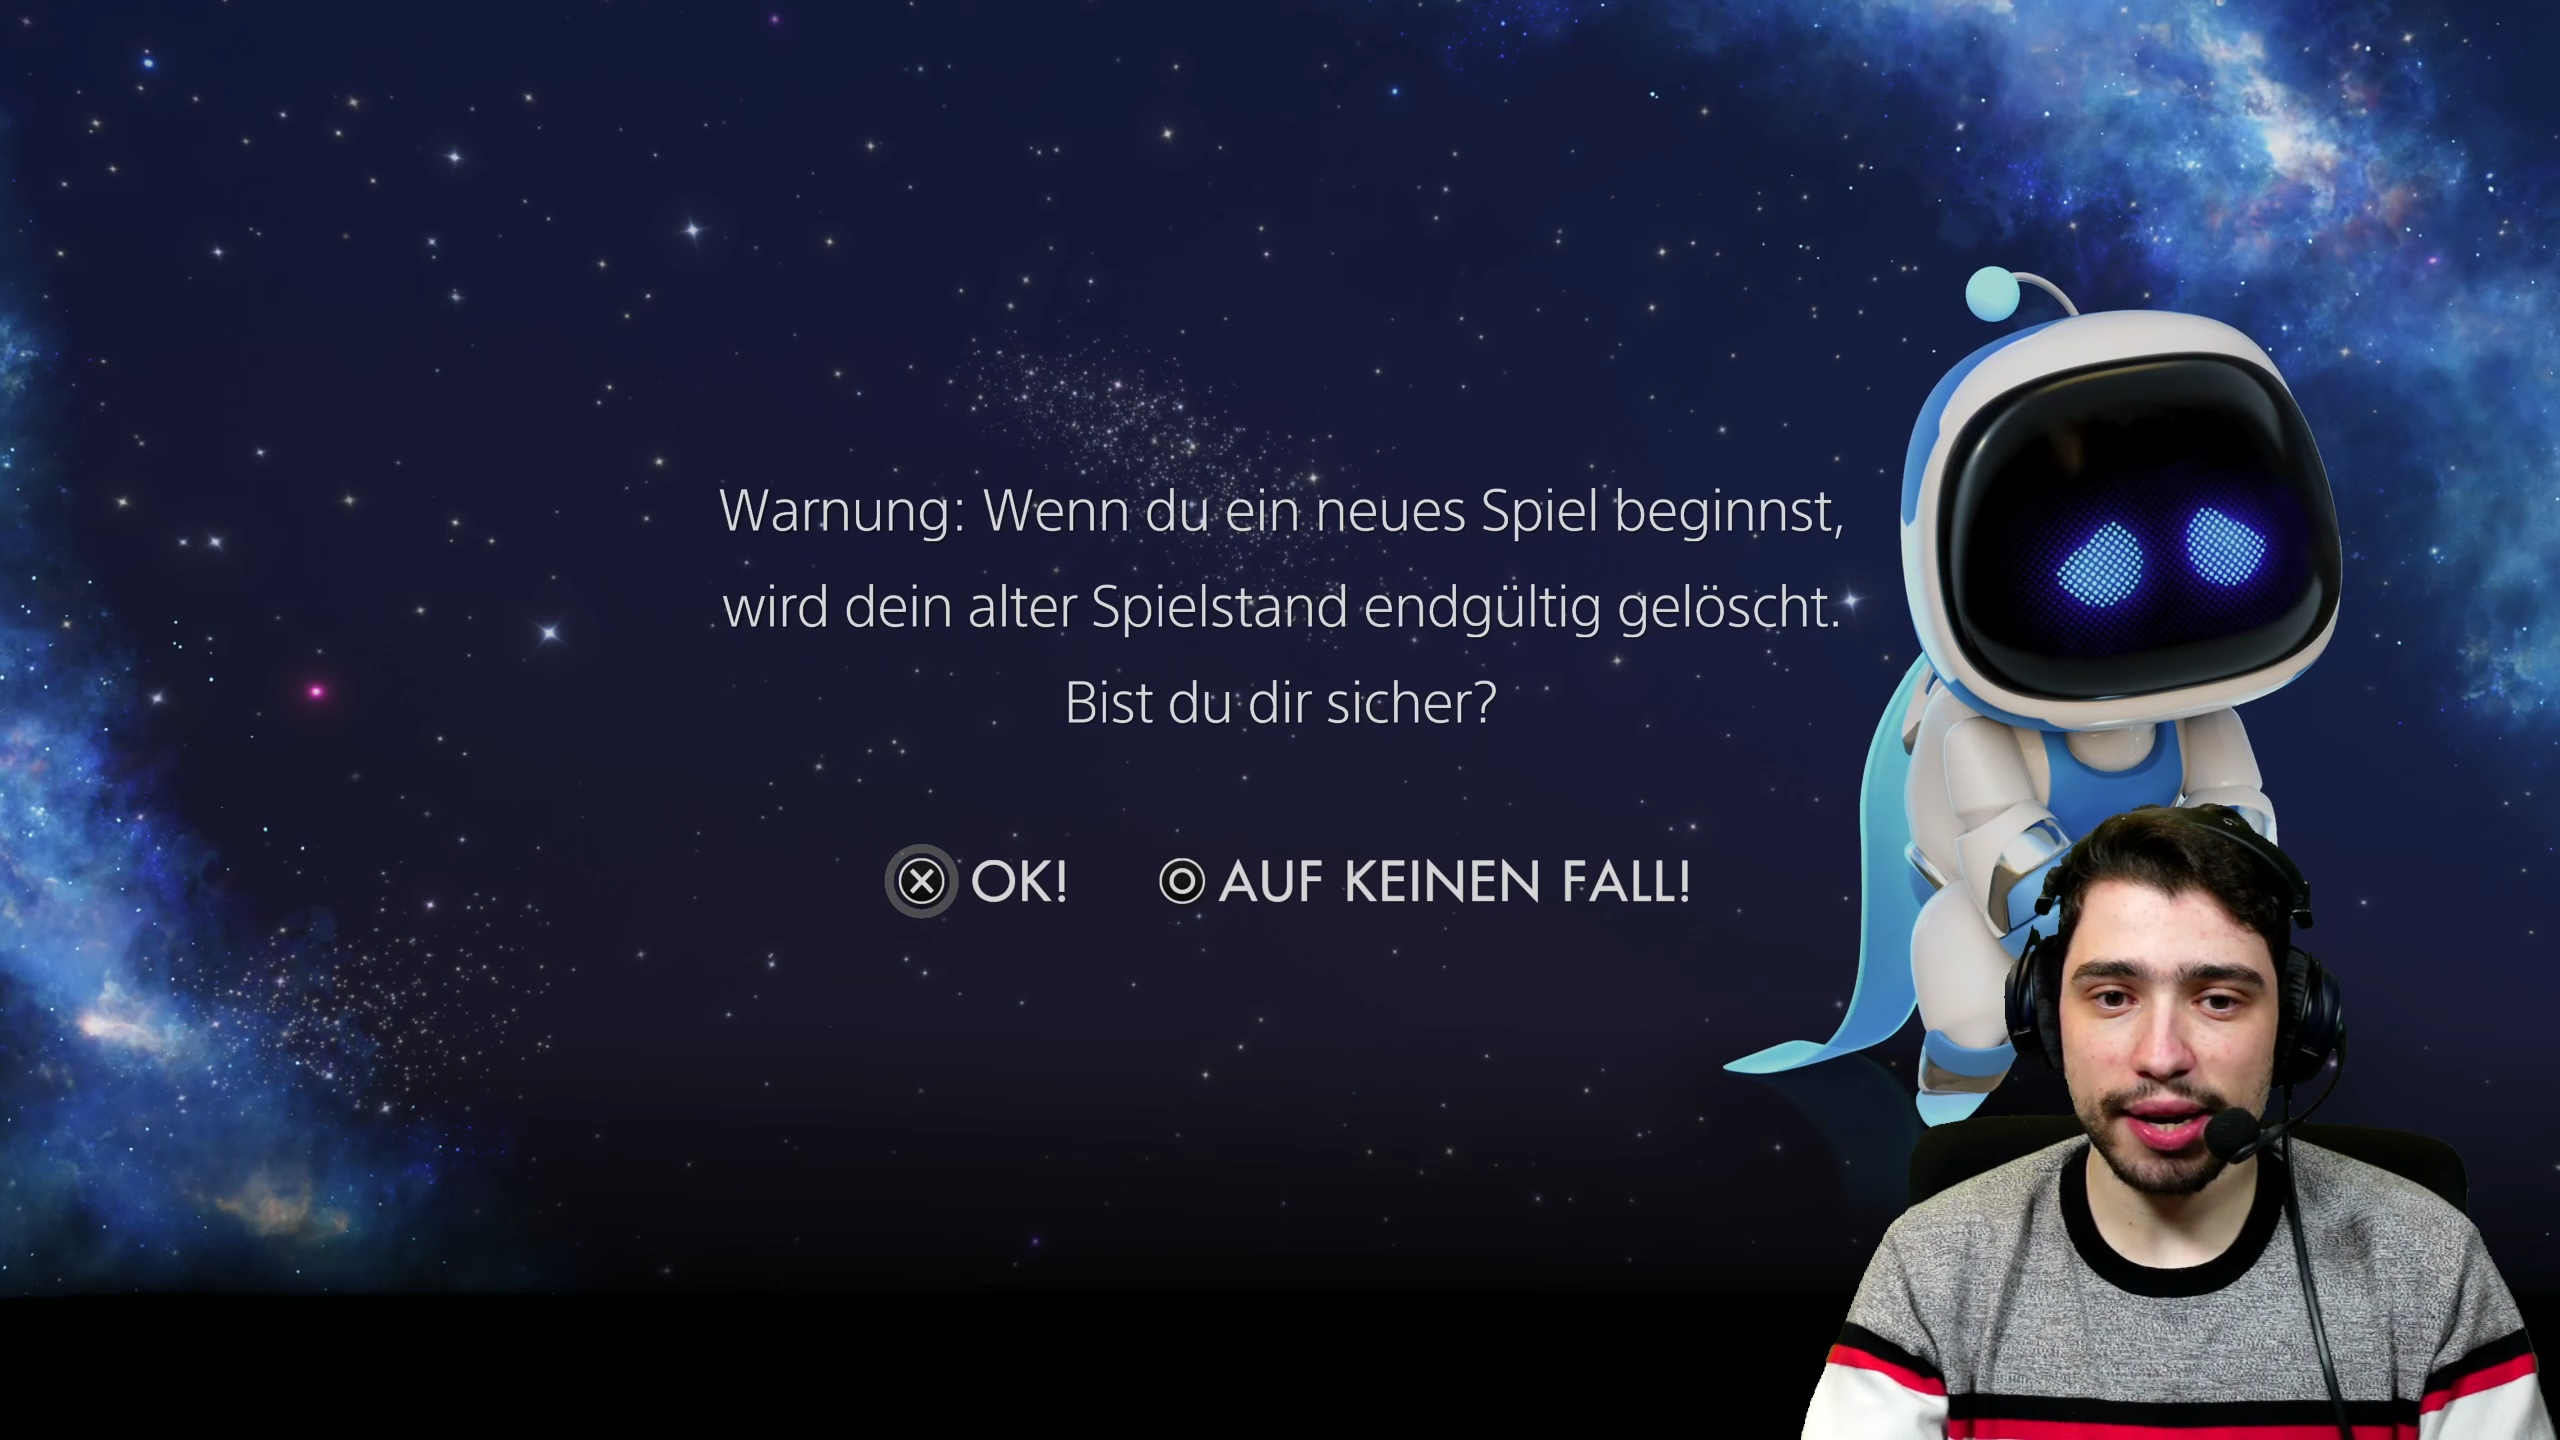 Warnung: Wenn du ein neues Spiel beginnst,
wird dein alter Spielstand endgültig gelöscht.
Bist du dir sicher?
OK! AUF KEINEN FALL!